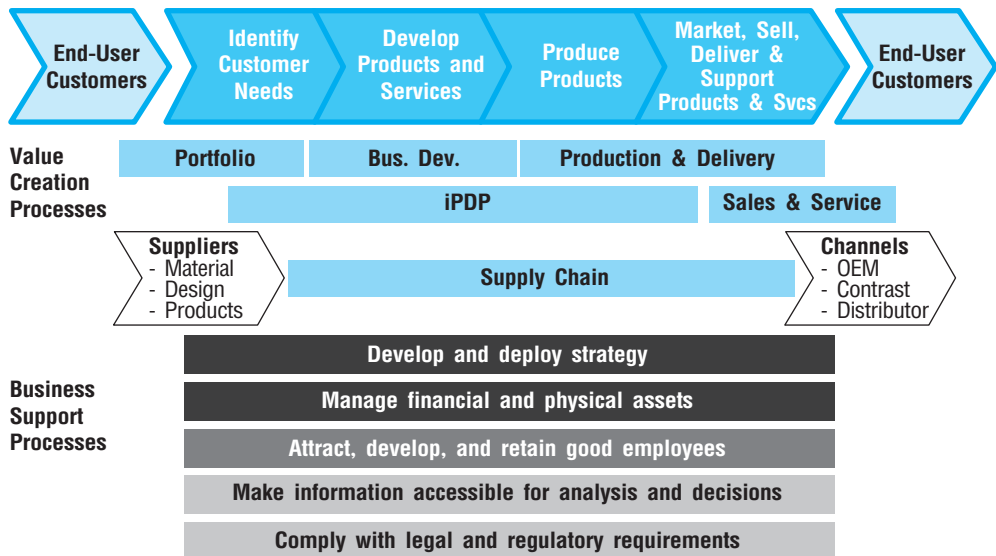 End-User
Customers
Identify
Customer
Needs
Develop
Products and
Services
Produce
Products
Market, Sell,
Deliver &
Support
Products & Svcs
End-User
Customers
Value
Creation
Processes
Portfolio
Bus. Dev.
Production & Delivery
iPDP
Sales & Service
Suppliers
- Material
- Design
- Products
Supply Chain
Channels
- OEM
- Contrast
- Distributor
Business
Support
Processes
Develop and deploy strategy
Manage financial and physical assets
Attract, develop, and retain good employees
Make information accessible for analysis and decisions
Comply with legal and regulatory requirements